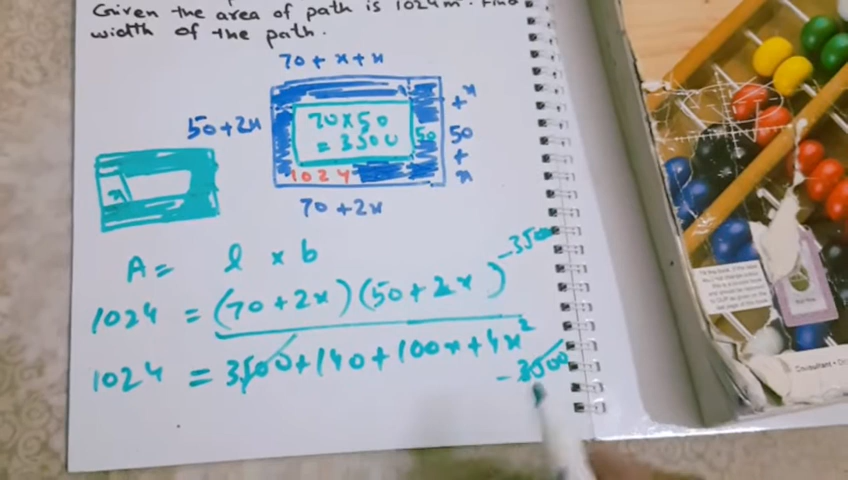 Given the area of path is 1024m². Find
width of the path.
70 + x + x
50+2x
70 x 50
= 3500
50
1024
x
+
50
+
x
x
70 + 2x
A = l x b
1024 = (70 + 2x) (50 + 2x) - 3500
1024 = 3500 + 140 + 100x + 4x² - 3500